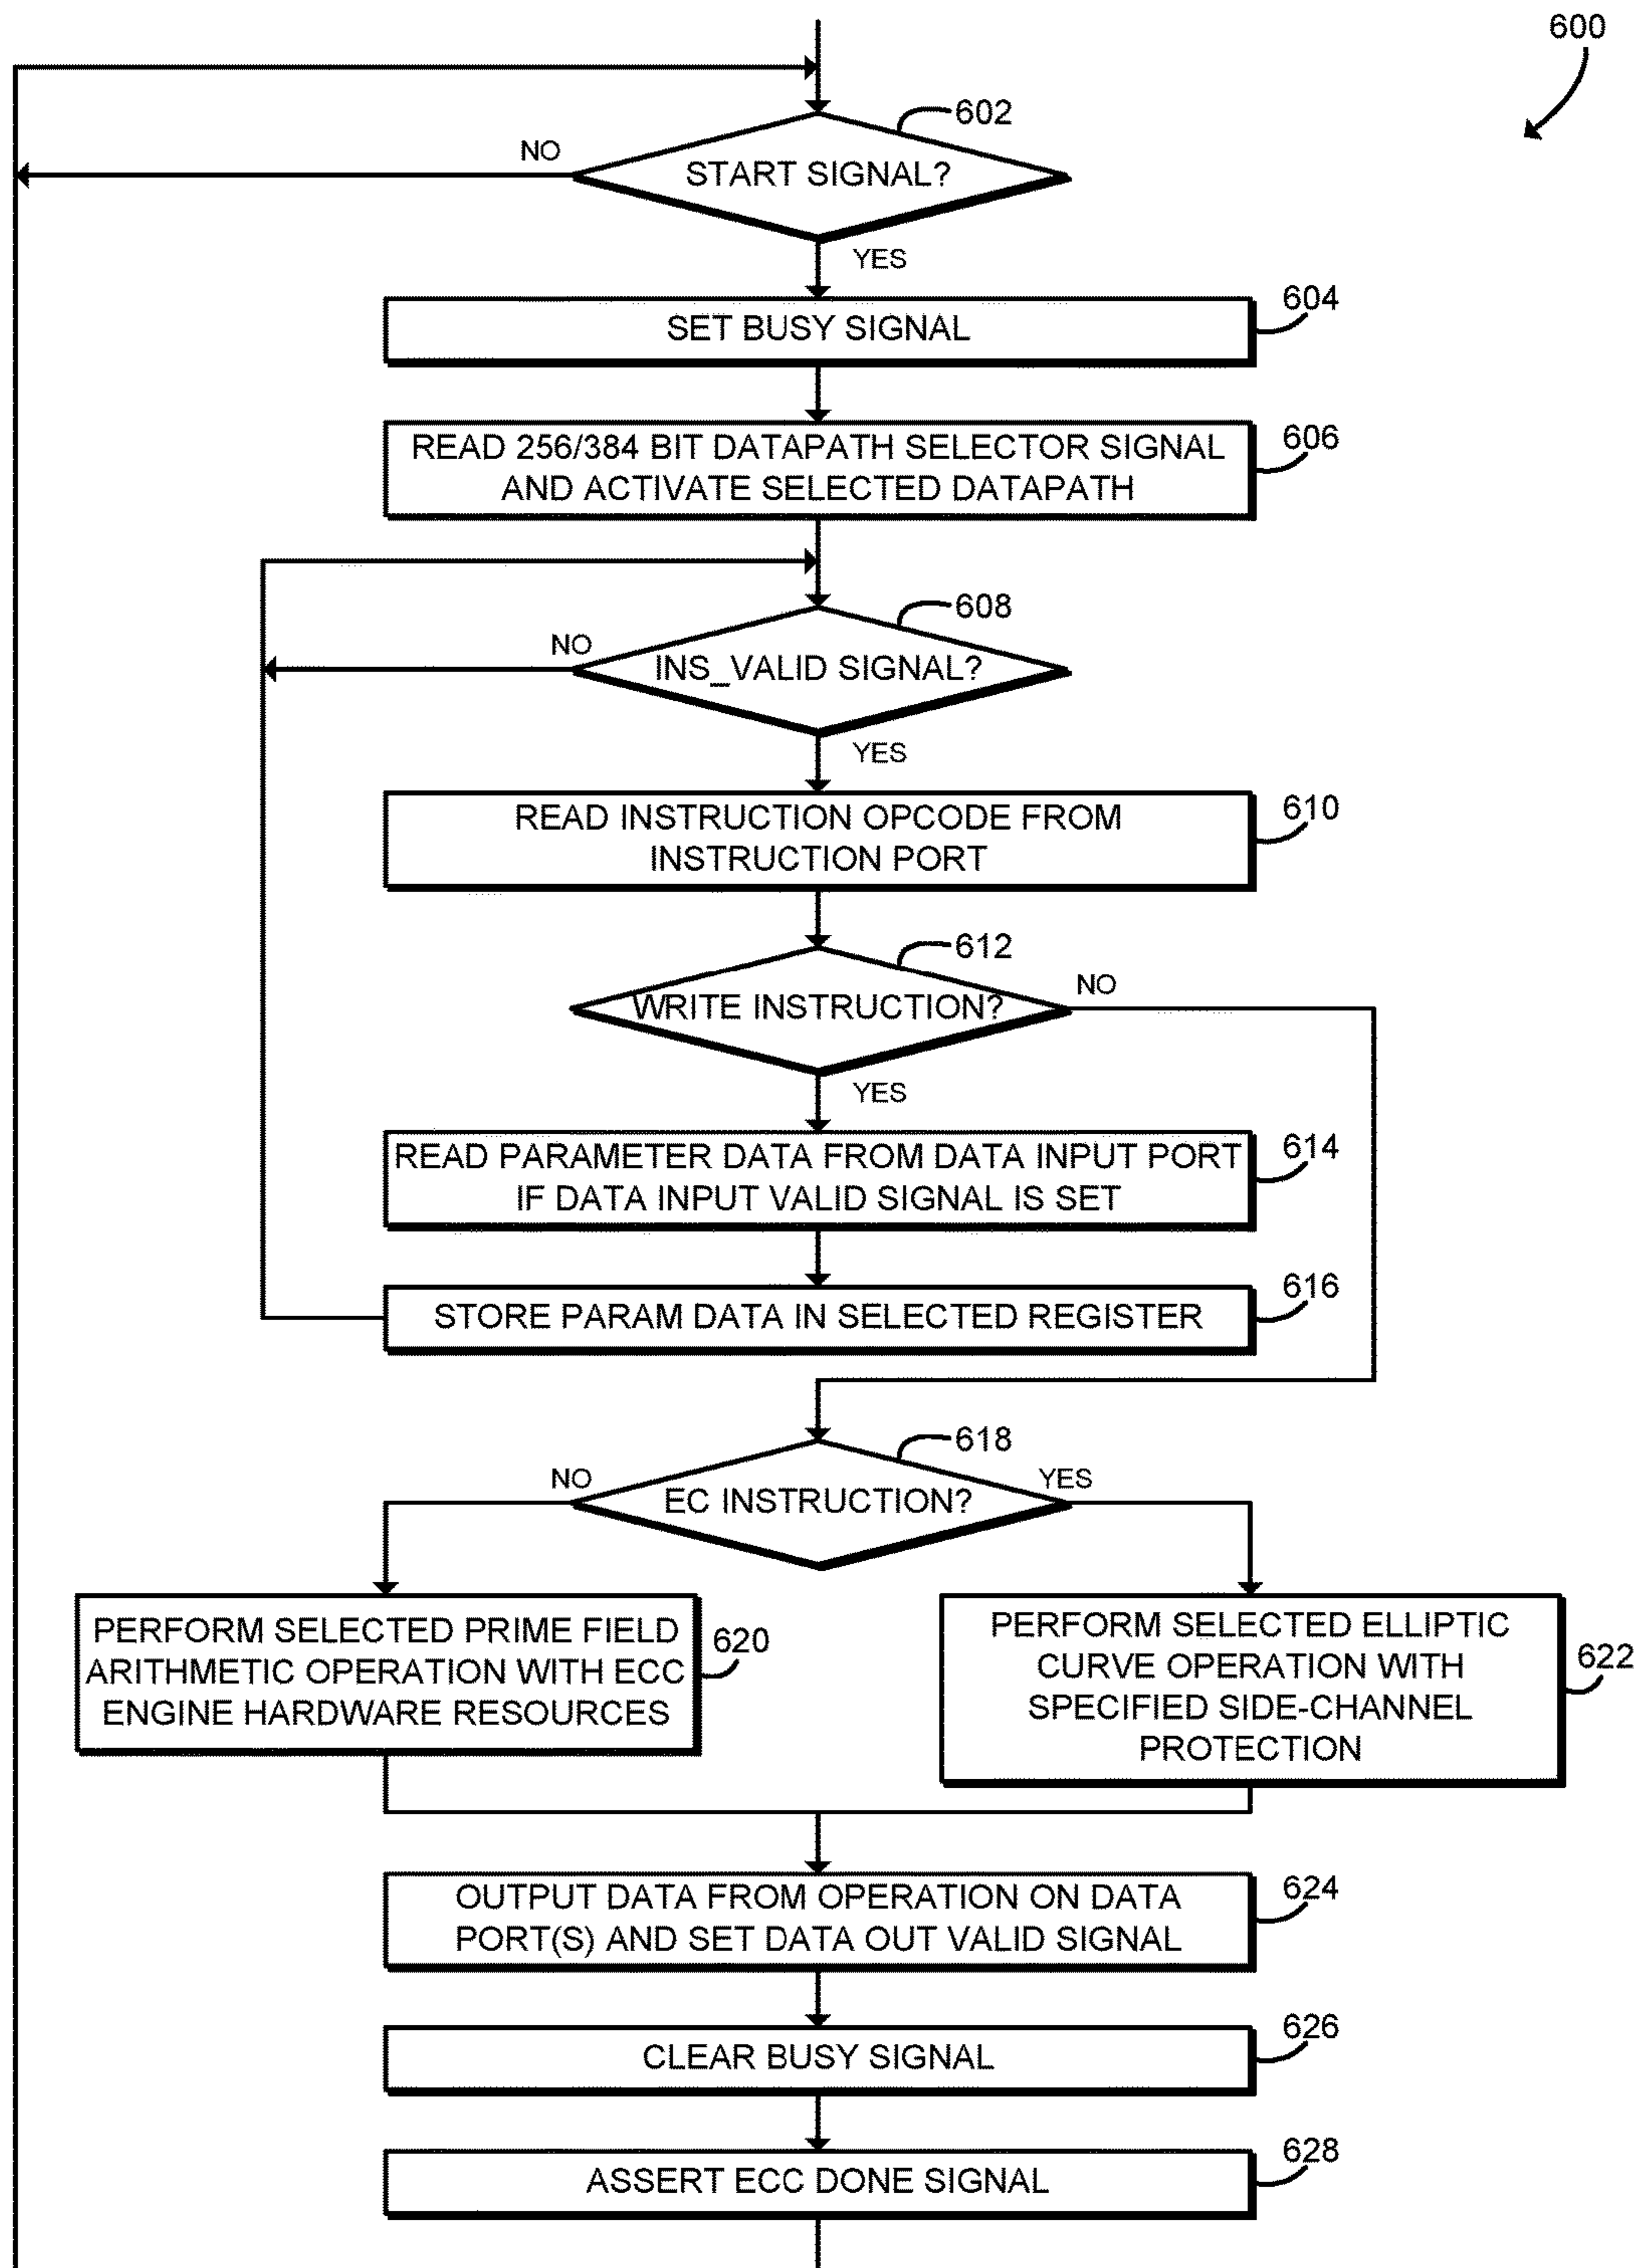 600
602
NO
START SIGNAL?
YES
604
SET BUSY SIGNAL
606
READ 256/384 BIT DATAPATH SELECTOR SIGNAL
AND ACTIVATE SELECTED DATAPATH
608
NO
INS_VALID SIGNAL?
YES
610
READ INSTRUCTION OPCODE FROM
INSTRUCTION PORT
612
NO
WRITE INSTRUCTION?
YES
614
READ PARAMETER DATA FROM DATA INPUT PORT
IF DATA INPUT VALID SIGNAL IS SET
616
STORE PARAM DATA IN SELECTED REGISTER
618
NO
YES
EC INSTRUCTION?
PERFORM SELECTED PRIME FIELD
ARITHMETIC OPERATION WITH ECC
ENGINE HARDWARE RESOURCES
620
PERFORM SELECTED ELLIPTIC
CURVE OPERATION WITH
SPECIFIED SIDE-CHANNEL
PROTECTION
622
624
OUTPUT DATA FROM OPERATION ON DATA
PORT(S) AND SET DATA OUT VALID SIGNAL
626
CLEAR BUSY SIGNAL
628
ASSERT ECC DONE SIGNAL